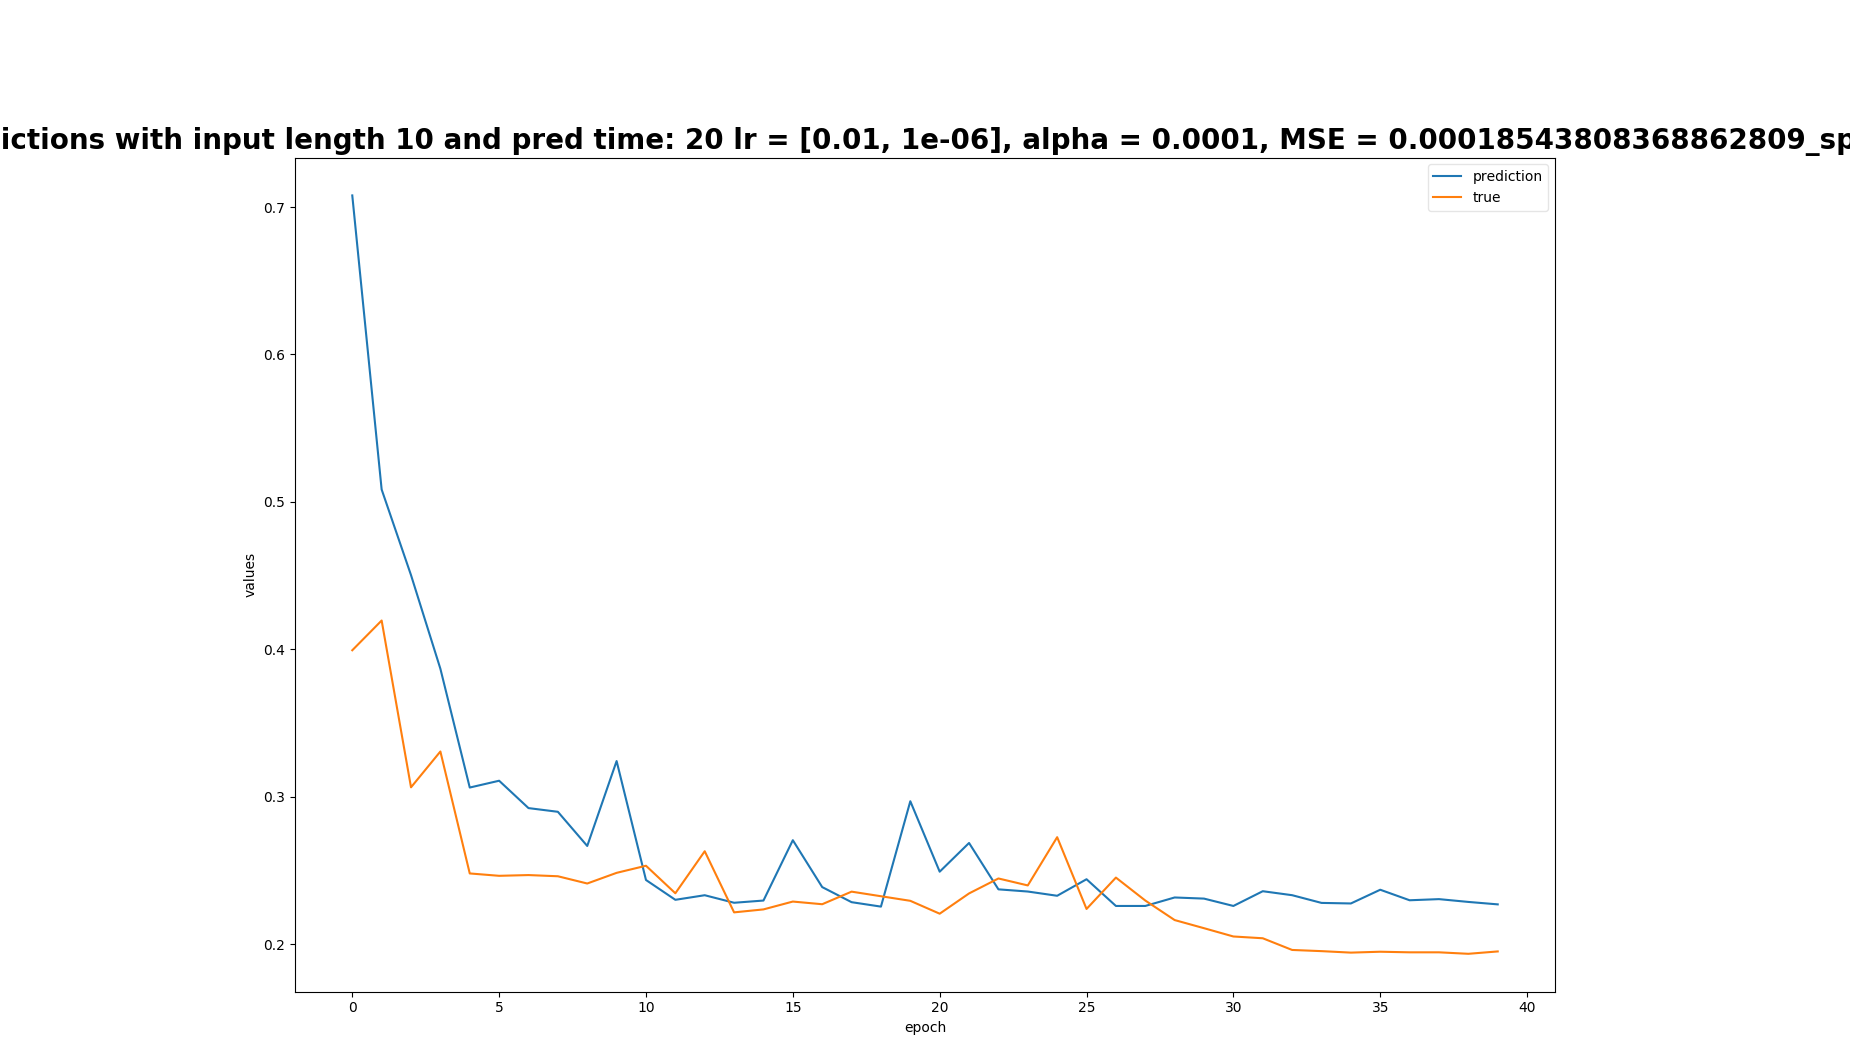 ictions with input length 10 and pred time: 20 lr = [0.01, 1e-06], alpha = 0.0001, MSE = 0.00018543808368862809_sp
prediction
true
0.7
0.6
0.5
0.4
0.3
0.2
values
0 5 10 15 20 25 30 35 40
epoch